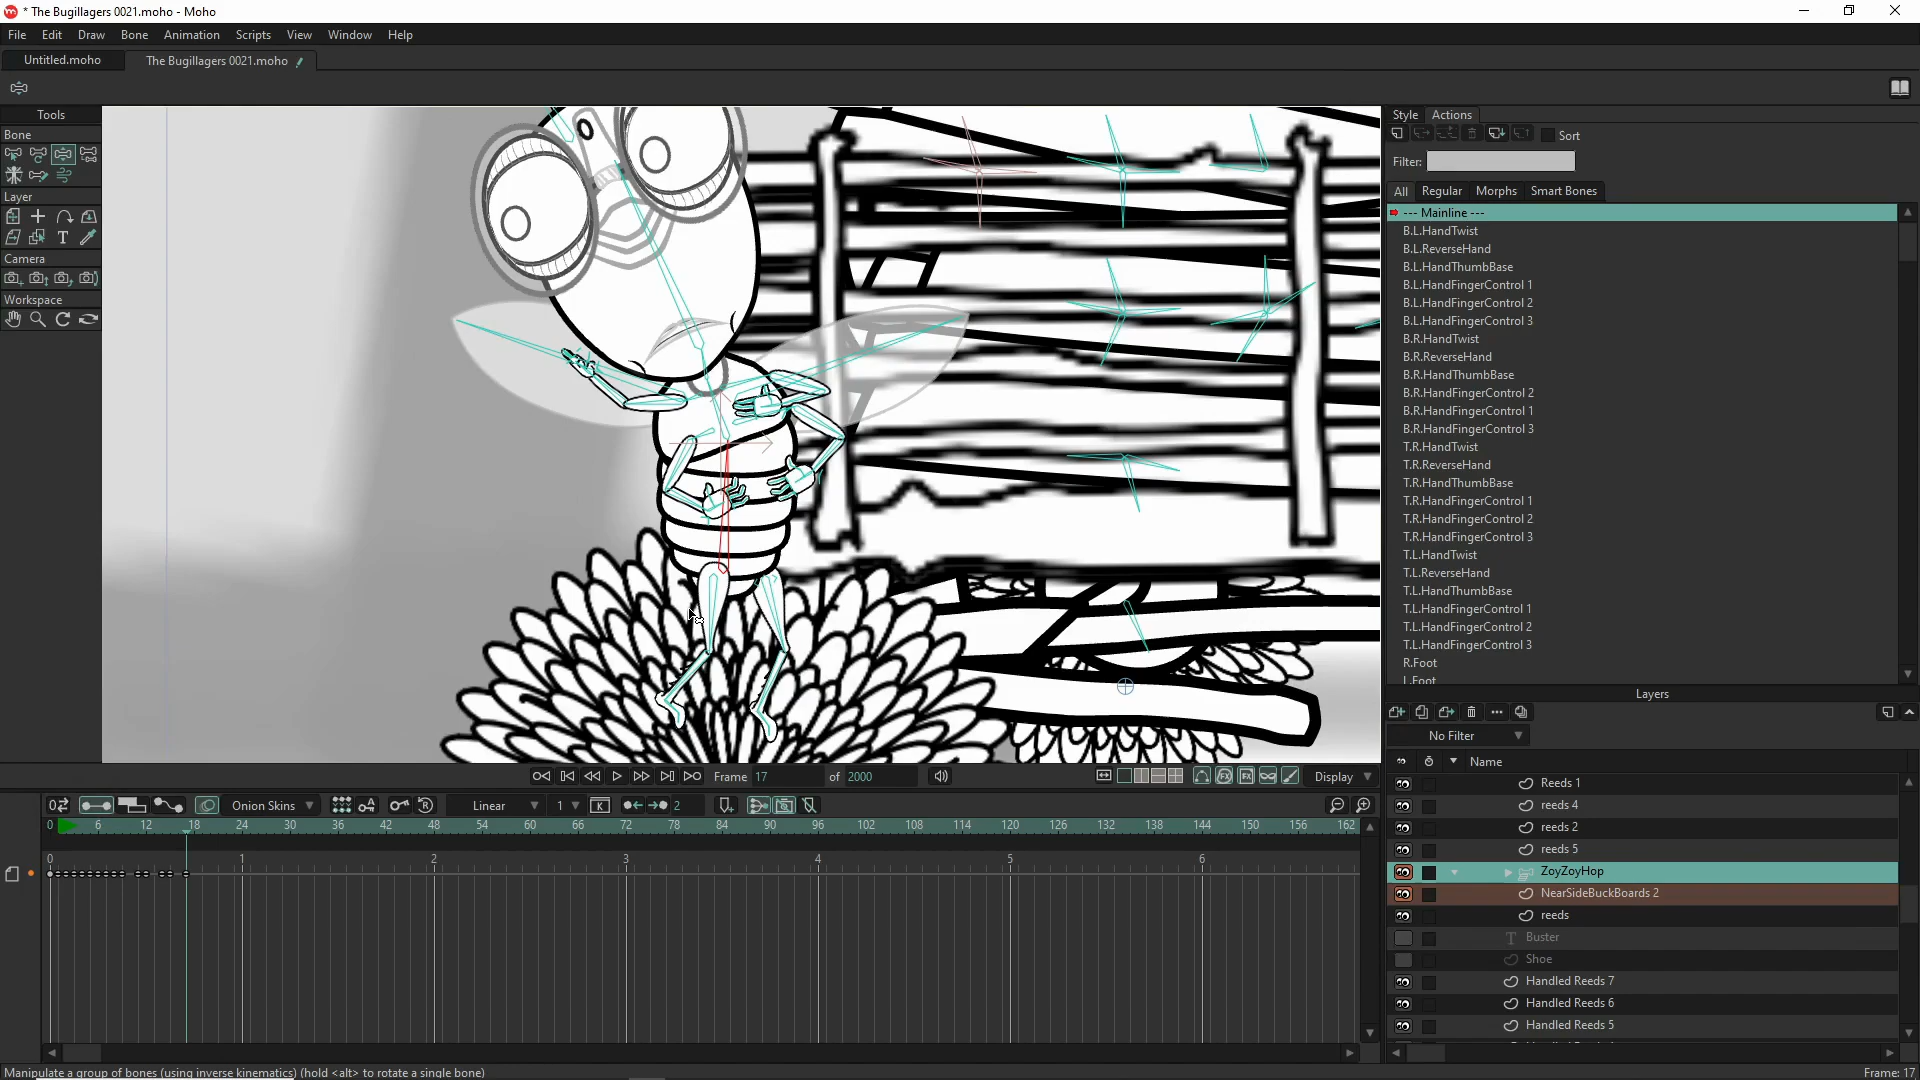 * The Bugillagers 0021.moho - Moho
File Edit Draw Bone Animation Scripts View Window Help
Untitled.moho The Bugillagers 0021.moho
Tools
Bone
Layer
Camera
Workspace
Style Actions
Sort
Filter:
All Regular Morphs Smart Bones
--- Mainline ---
B.L.HandTwist
B.L.ReverseHand
B.L.HandThumbBase
B.L.HandFingerControl 1
B.L.HandFingerControl 2
B.L.HandFingerControl 3
B.R.HandTwist
B.R.ReverseHand
B.R.HandThumbBase
B.R.HandFingerControl 2
B.R.HandFingerControl 1
B.R.HandFingerControl 3
T.R.HandTwist
T.R.ReverseHand
T.R.HandThumbBase
T.R.HandFingerControl 1
T.R.HandFingerControl 2
T.R.HandFingerControl 3
T.L.HandTwist
T.L.ReverseHand
T.L.HandThumbBase
T.L.HandFingerControl 1
T.L.HandFingerControl 2
T.L.HandFingerControl 3
R.Foot
L.Foot
Layers
No Filter
Name
Reeds 1
reeds 4
reeds 2
reeds 5
ZoyZoyHop
NearSideBuckBoards 2
reeds
Buster
Shoe
Handled Reeds 7
Handled Reeds 6
Handled Reeds 5
Frame 17 of 2000 Display
Onion Skins Linear 1 2
0 6 12 18 24 30 36 42 48 54 60 66 72 78 84 90 96 102 108 114 120 126 132 138 144 150 156 162
0 1 2 3 4 5 6
Manipulate a group of bones (using inverse kinematics) (hold <alt> to rotate a single bone) Frame: 17